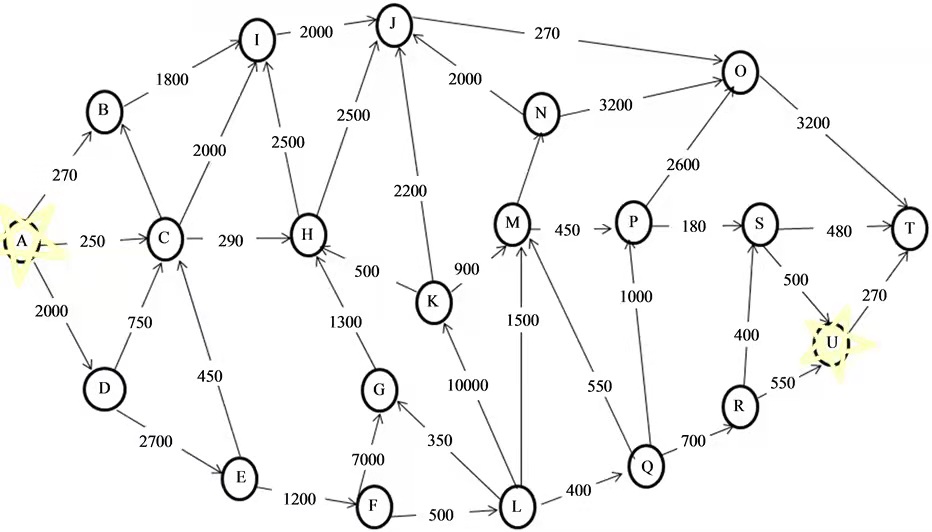 I
2000
J
270
O
1800
B
2000
N
3200
3200
2500
2500
2000
270
2600
2200
A
250
C
290
H
M
450
P
180
S
480
T
500
900
500
K
2000
750
1300
1500
1000
270
U
400
450
D
G
10000
550
550
R
350
2700
700
7000
E
Q
1200
F
500
L
400